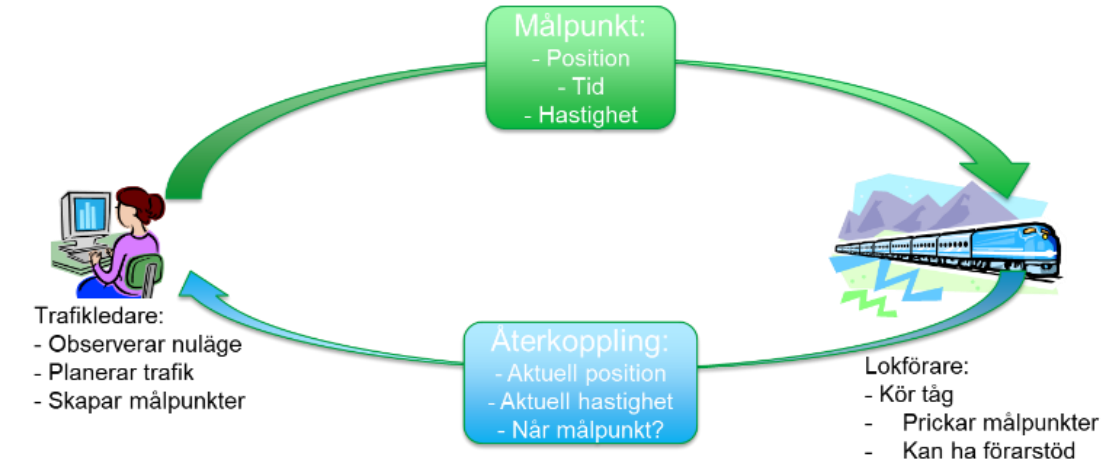 Målpunkt:
- Position
- Tid
- Hastighet
Trafikledare:
- Observerar nuläge
- Planerar trafik
- Skapar målpunkter
Återkoppling:
- Aktuell position
- Aktuell hastighet
- Når målpunkt?
Lokförare:
- Kör tåg
- Prickar målpunkter
- Kan ha förarstöd